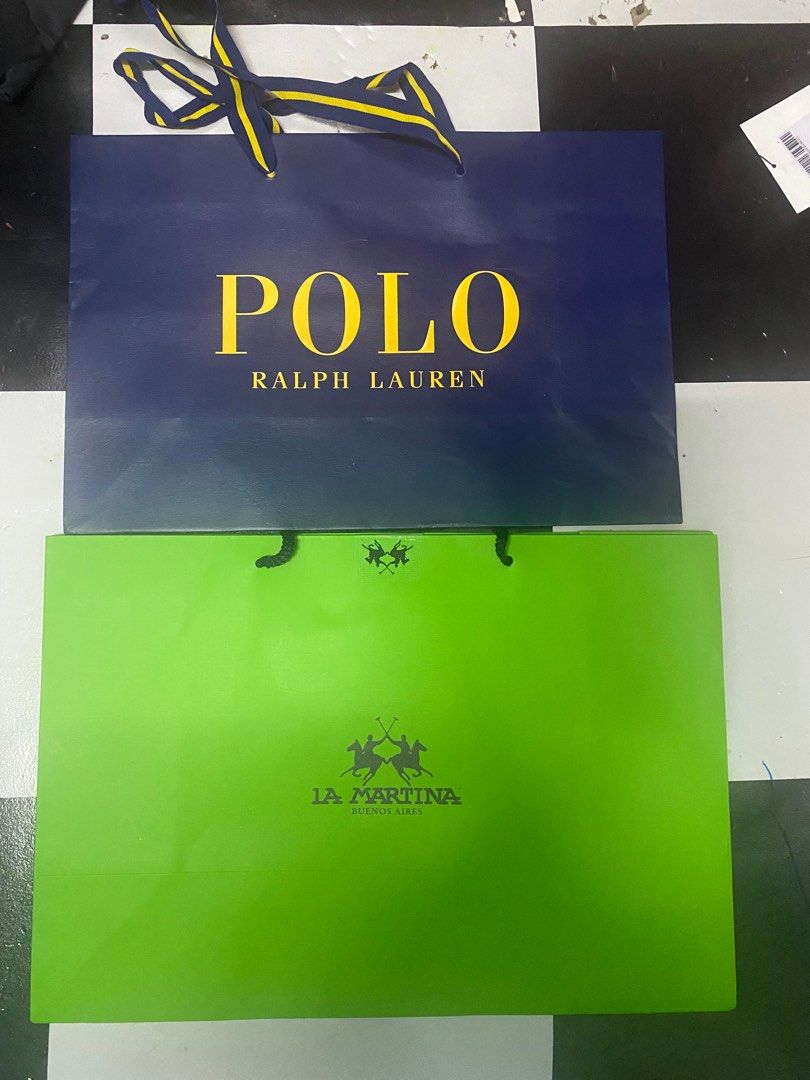 POLO
RALPH LAUREN
LA MARTINA
BUENOS AIRES